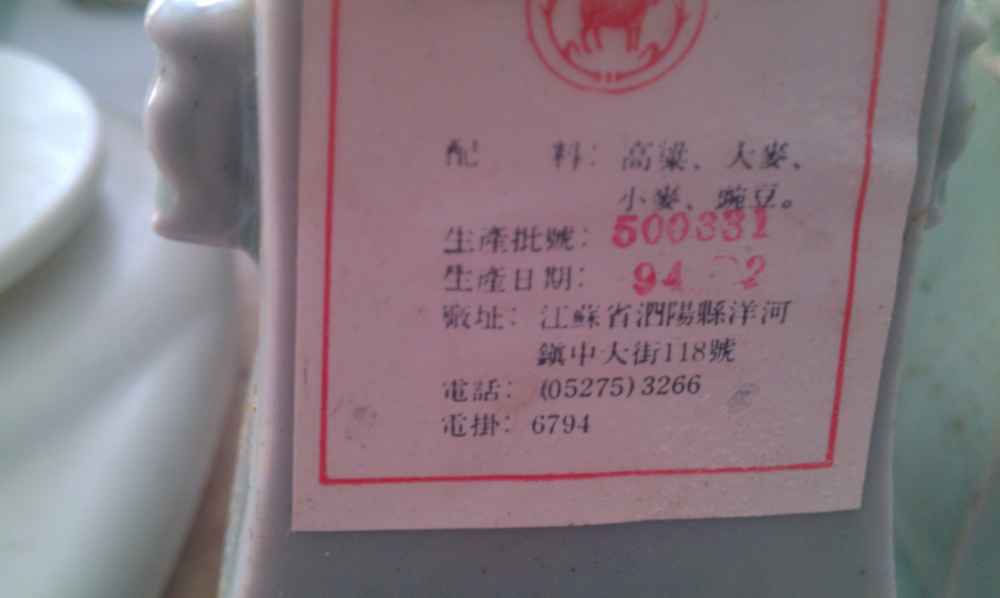 配 料：高粱、大麥、
小麥、豌豆。
生產批號：500331
生產日期：94 2
廠址：江蘇省泗陽縣洋河
鎮中大街118號
電話：(05275)3266
電掛：6794